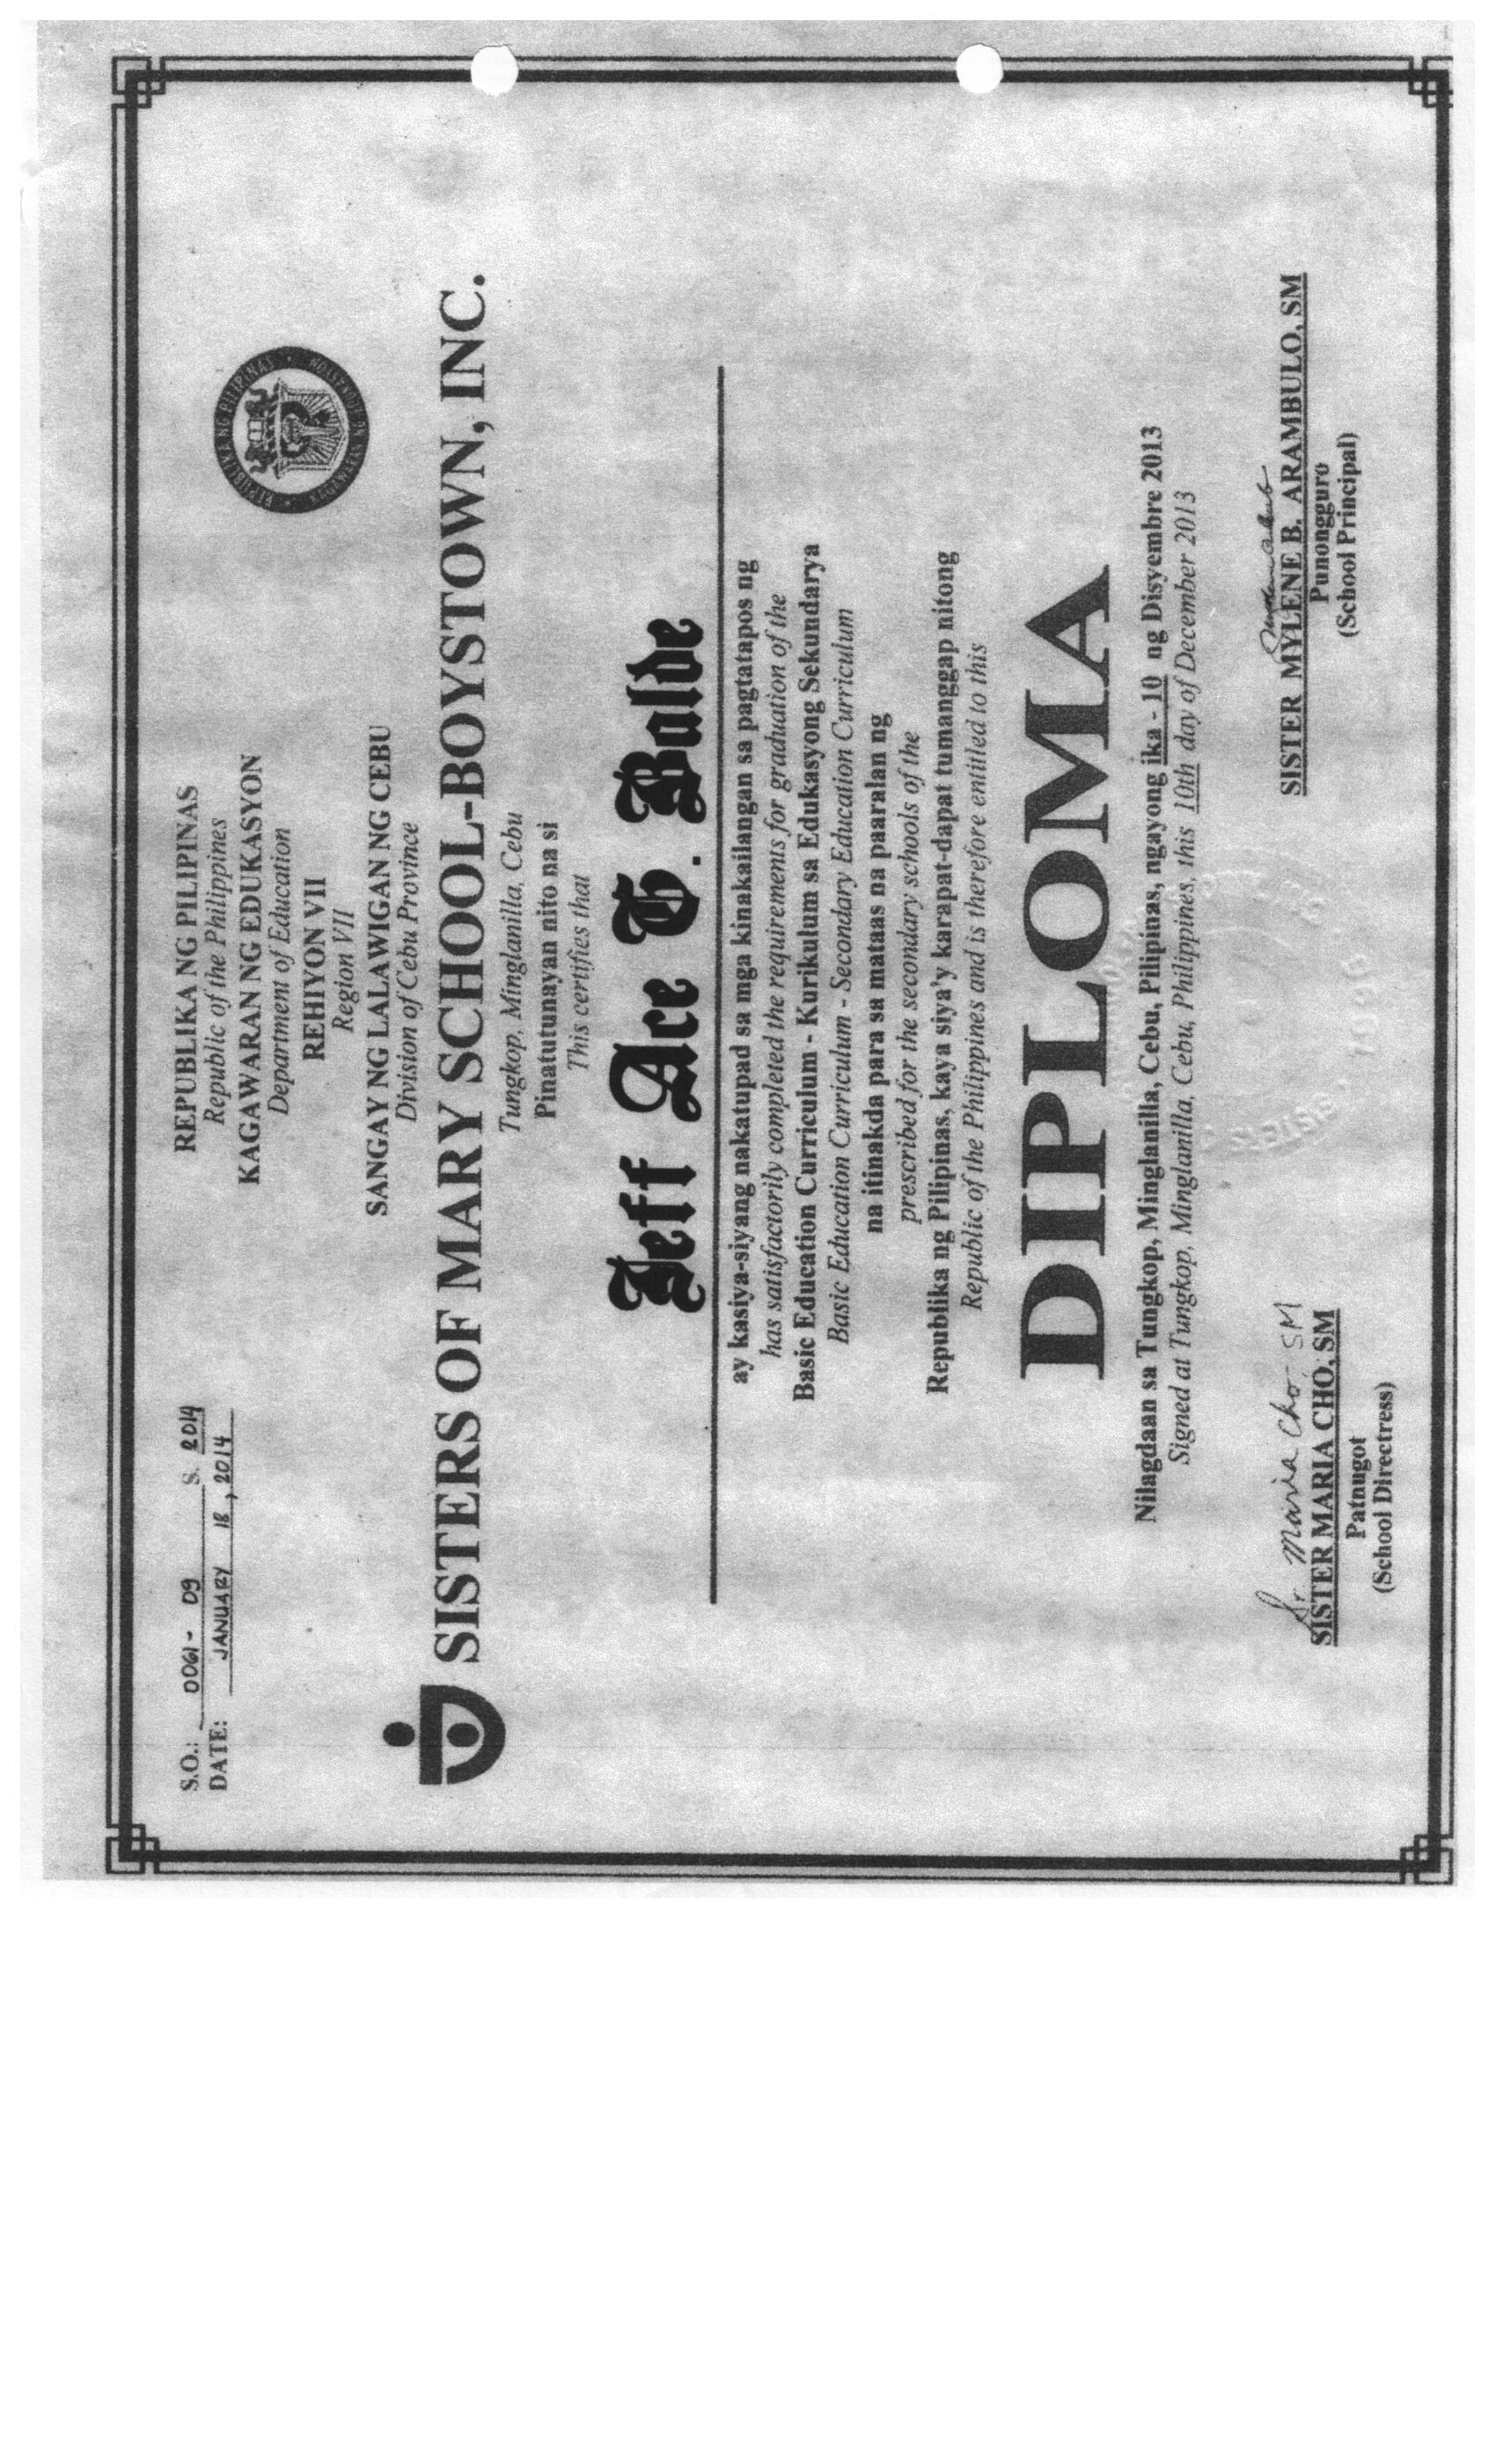 S.O.: 0061 - 09 S. 2014
DATE: JANUARY 18, 2014
REPUBLIKA NG PILIPINAS
Republic of the Philippines
KAGAWARAN NG EDUKASYON
Department of Education
REHIYON VII
Region VII
SANGAY NG LALAWIGAN NG CEBU
Division of Cebu Province
REPUBLIKA NG PILIPINAS
SISTERS OF MARY SCHOOL-BOYSTOWN, INC.
Tungkop, Minglanilla, Cebu
Pinatutunayan nito na si
This certifies that
Jeff Ace T. Balde
ay kasiya-siyang nakatupad sa mga kinakailangan sa pagtatapos ng
has satisfactorily completed the requirements for graduation of the
Basic Education Curriculum - Kurikulum sa Edukasyong Sekundarya
Basic Education Curriculum - Secondary Education Curriculum
na itinakda para sa mataas na paaralan ng
prescribed for the secondary schools of the
Republika ng Pilipinas, kaya siya'y karapat-dapat tumanggap nitong
Republic of the Philippines and is therefore entitled to this
DIPLOMA
Nilagdaan sa Tungkop, Minglanilla, Cebu, Pilipinas, ngayong ika - 10 ng Disyembre 2013
Signed at Tungkop, Minglanilla, Cebu, Philippines, this 10th day of December 2013
Sr. Maria Cho, SM
SISTER MARIA CHO, SM
Patnugot
(School Directress)
SISTER MYLENE B. ARAMBULO, SM
Punongguro
(School Principal)